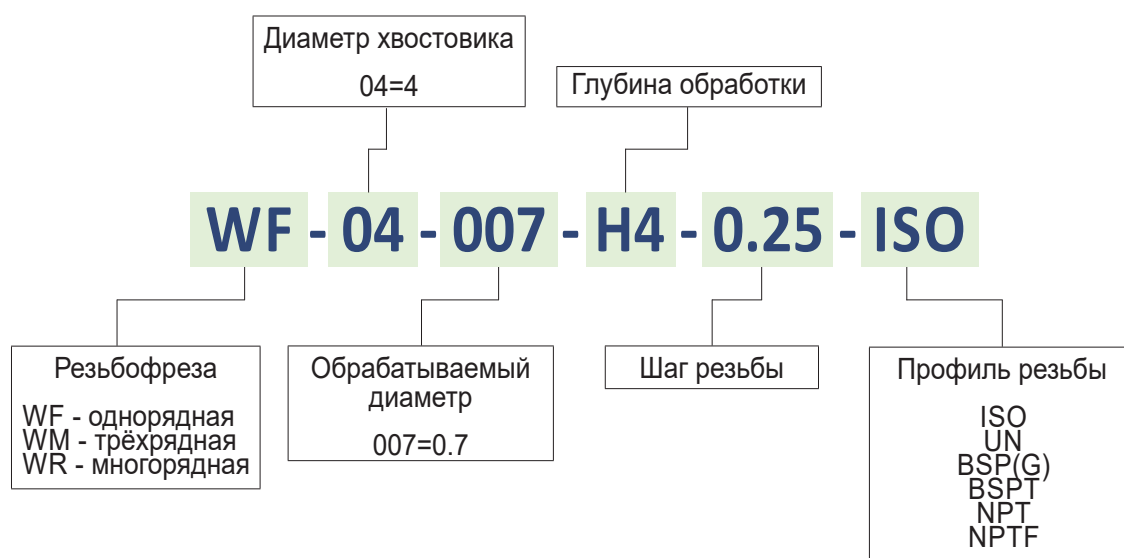 Диаметр хвостовика
04=4
Глубина обработки
WF - 04 - 007 - H4 - 0.25 - ISO
Резьбофреза
WF - однорядная
WM - трёхрядная
WR - многорядная
Обрабатываемый
диаметр
007=0.7
Шаг резьбы
Профиль резьбы
ISO
UN
BSP(G)
BSPT
NPT
NPTF